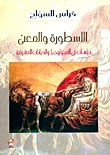 فراس السواح
الأسطورة والمعنى
دراسات في الميثولوجيا والديانات المشرقية